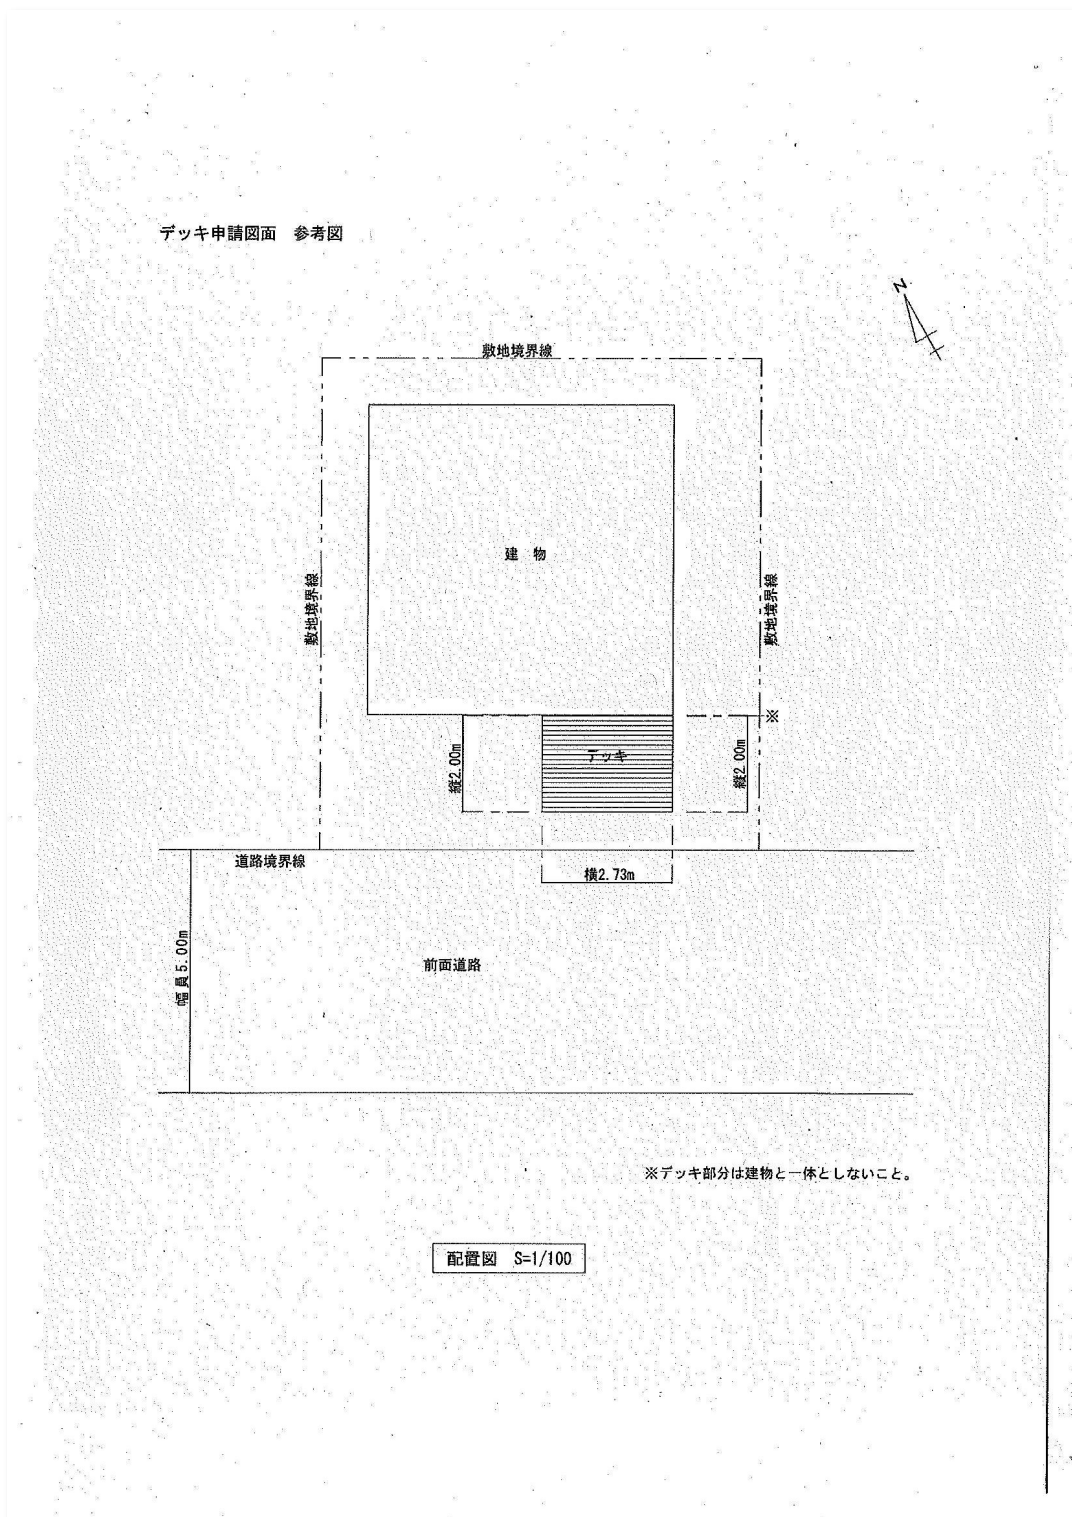 デッキ申請図面　参考図
N
敷地境界線
建　物
敷地境界線
敷地境界線
※
縦2.00m
デッキ
縦2.00m
道路境界線
横2.73m
幅員5.00m
前面道路
※デッキ部分は建物と一体としないこと。
配置図　S=1/100